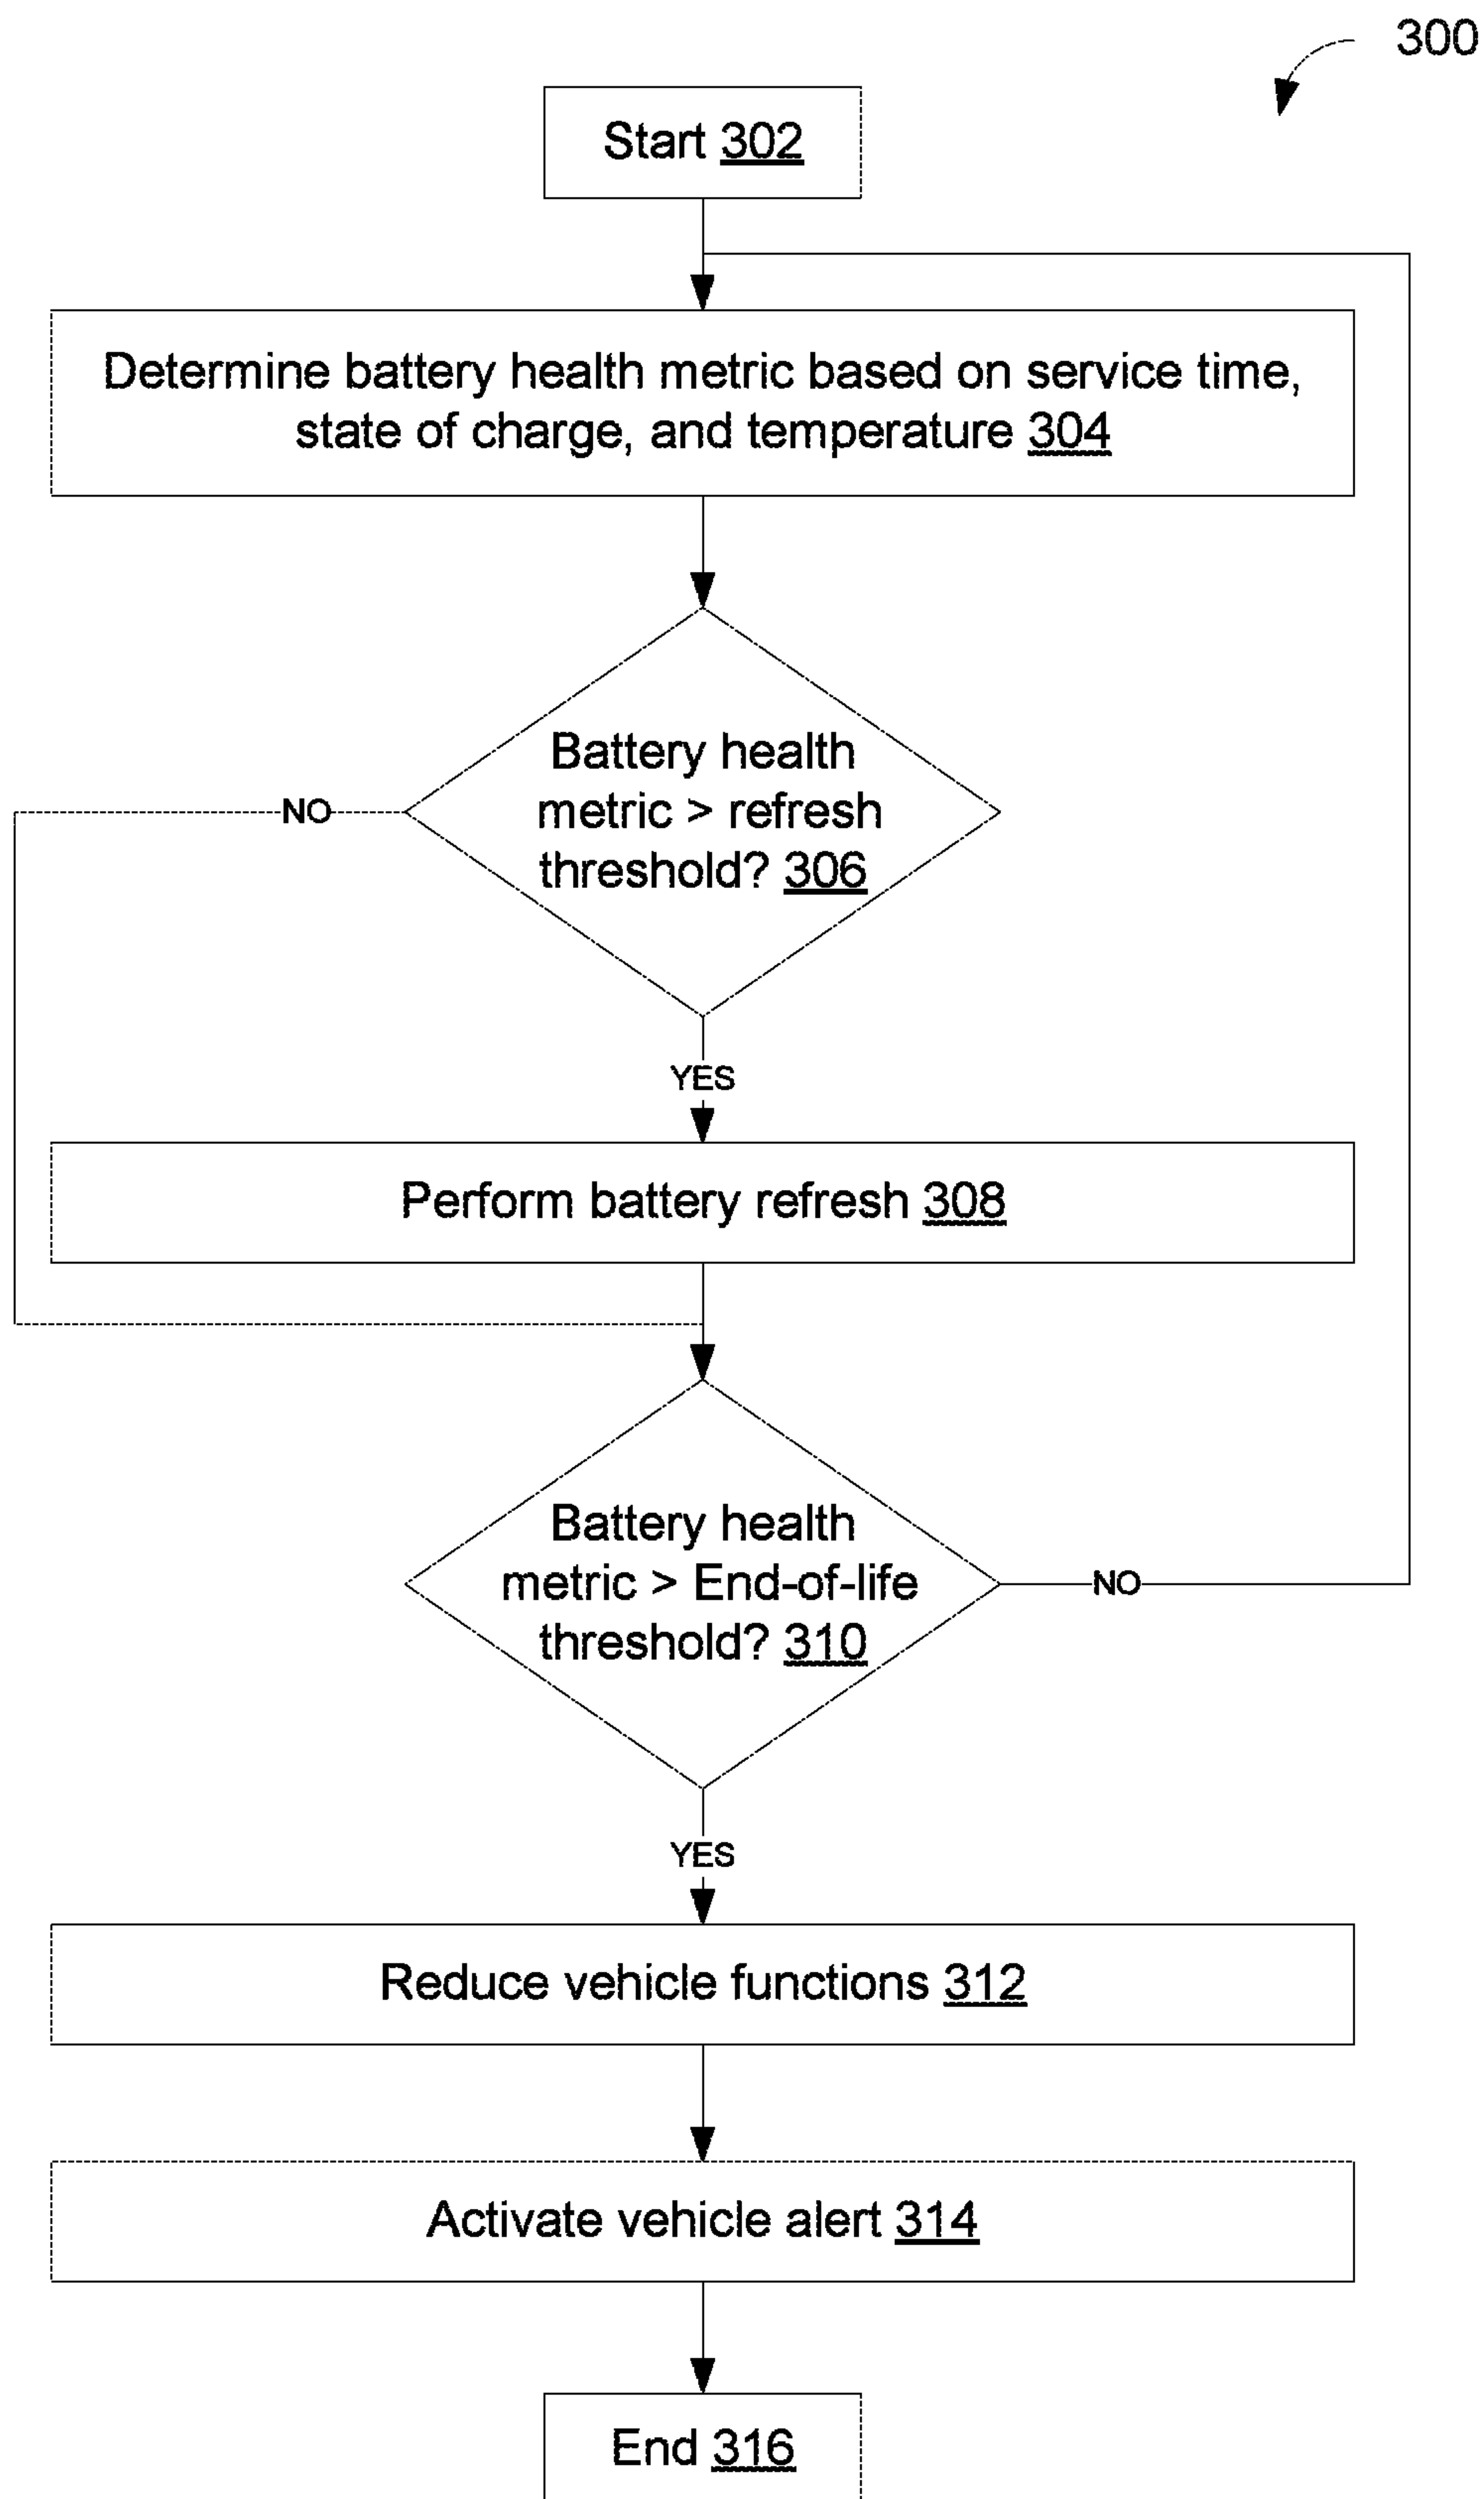 300
Start 302
Determine battery health metric based on service time,
state of charge, and temperature 304
Battery health
metric > refresh
threshold? 306
NO
YES
Perform battery refresh 308
Battery health
metric > End-of-life
threshold? 310
NO
YES
Reduce vehicle functions 312
Activate vehicle alert 314
End 316